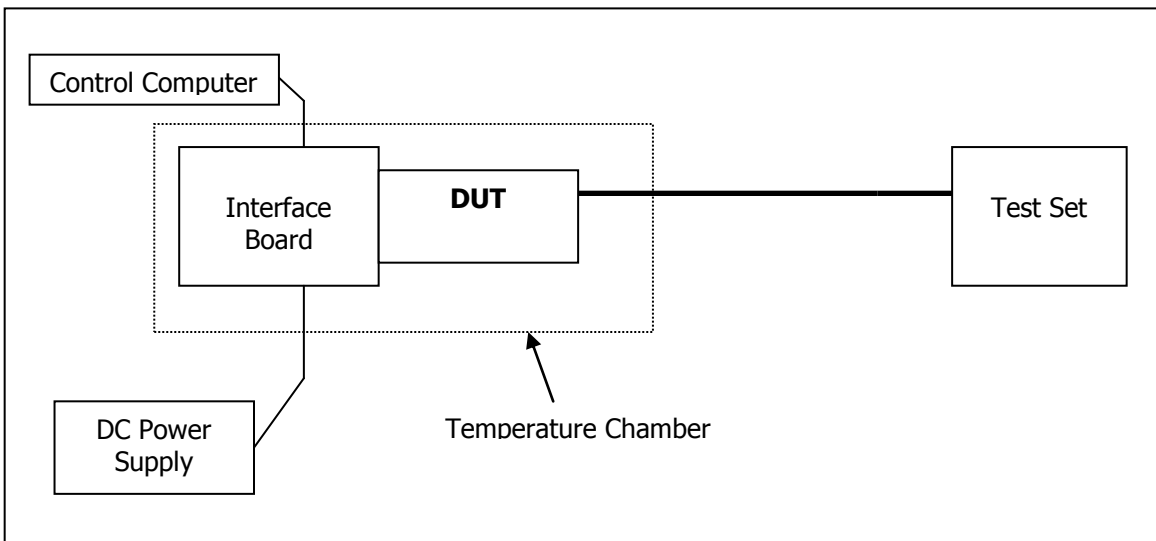 Control Computer
Interface
Board
DUT
Test Set
Temperature Chamber
DC Power
Supply